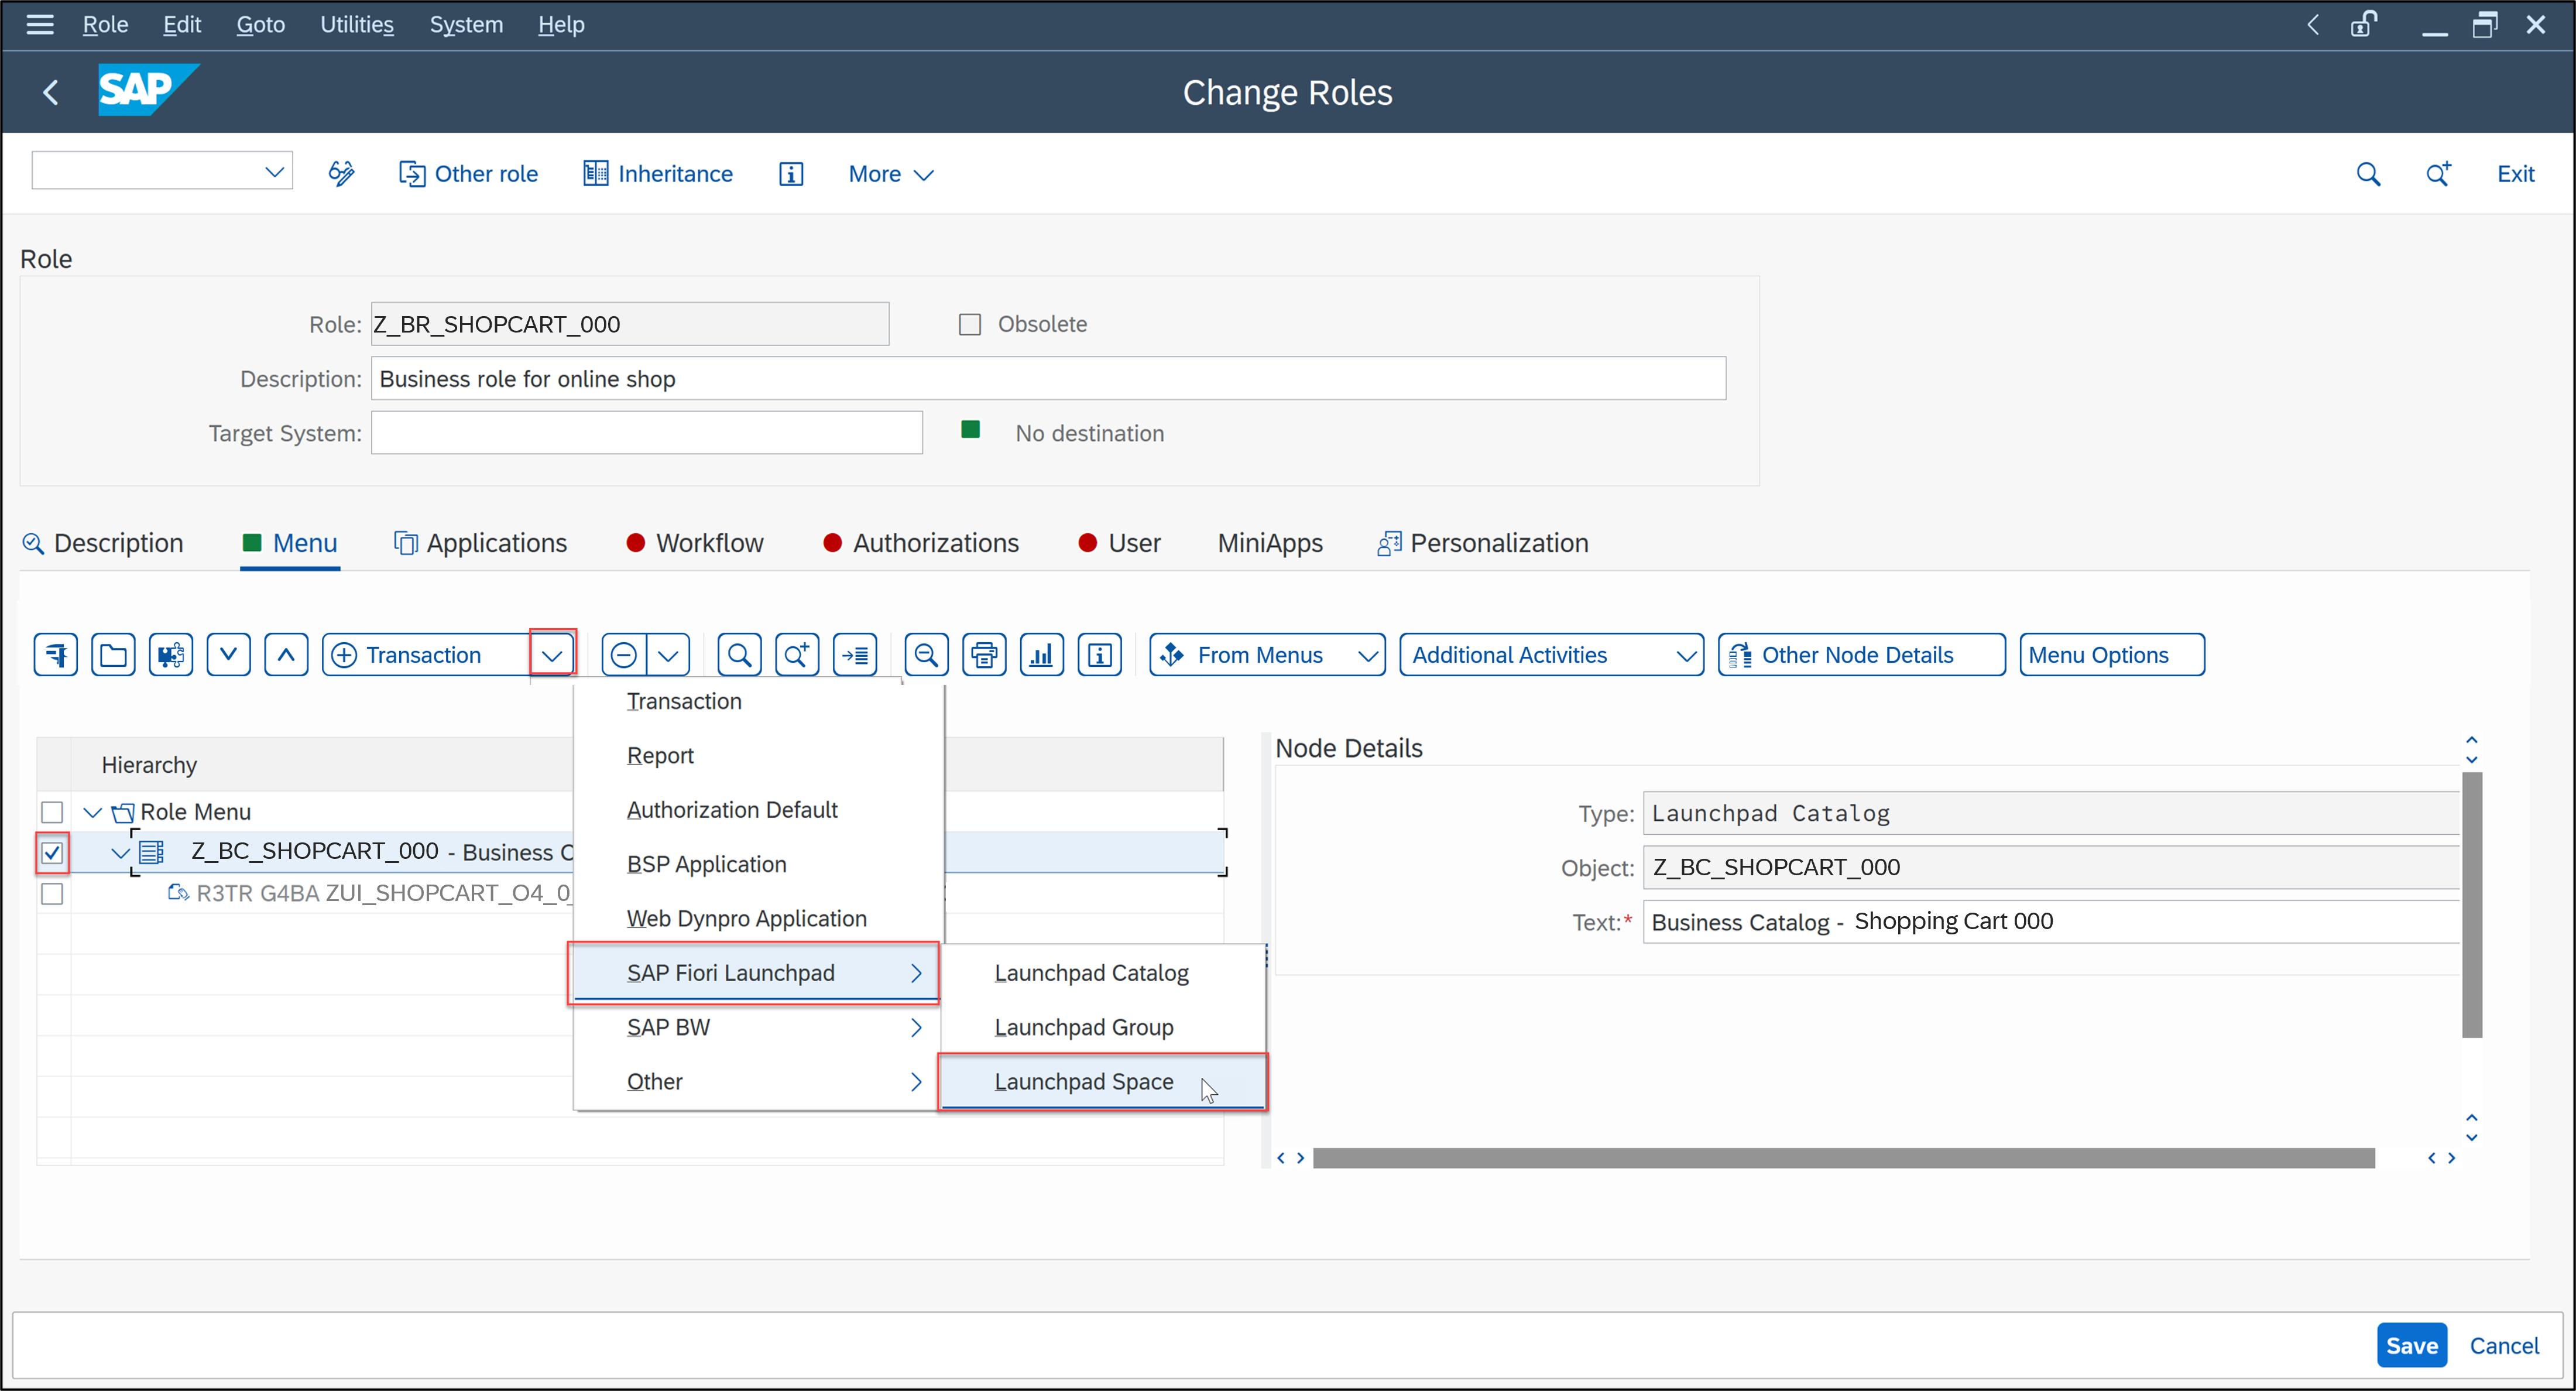 Role Edit Goto Utilities System Help
SAP
Change Roles
Other role Inheritance More Exit
Role
Role: Z_BR_SHOPCART_000 Obsolete
Description: Business role for online shop
Target System: No destination
Description Menu Applications Workflow Authorizations User MiniApps Personalization
Transaction From Menus Additional Activities Other Node Details Menu Options
Transaction
Report
Authorization Default
BSP Application
Web Dynpro Application
SAP Fiori Launchpad
SAP BW
Other
Launchpad Catalog
Launchpad Group
Launchpad Space
Hierarchy
Role Menu
Z_BC_SHOPCART_000 - Business C
R3TR G4BA ZUI_SHOPCART_O4_0
Node Details
Type: Launchpad Catalog
Object: Z_BC_SHOPCART_000
Text:* Business Catalog - Shopping Cart 000
Save Cancel